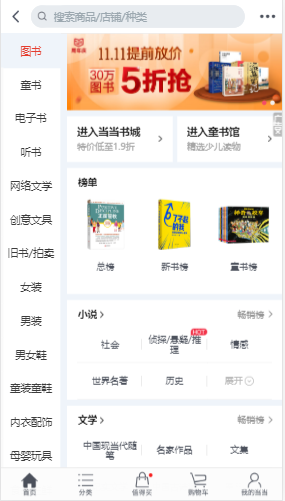 搜索商品/店铺/种类
图书
童书
电子书
听书
网络文学
创意文具
旧书/拍卖
女装
男装
男女鞋
童装童鞋
内衣配饰
母婴玩具
11.11提前放价
30万
图书
5折抢
进入当当书城
特价低至1.9折
进入童书馆
精选少儿读物
榜单
总榜
新书榜
童书榜
小说
畅销榜
社会
侦探/悬疑/推
理
HOT
情感
世界名著
历史
展开
文学
畅销榜
中国现当代随
笔
名家作品
文集
首页
分类
值得买
购物车
我的当当